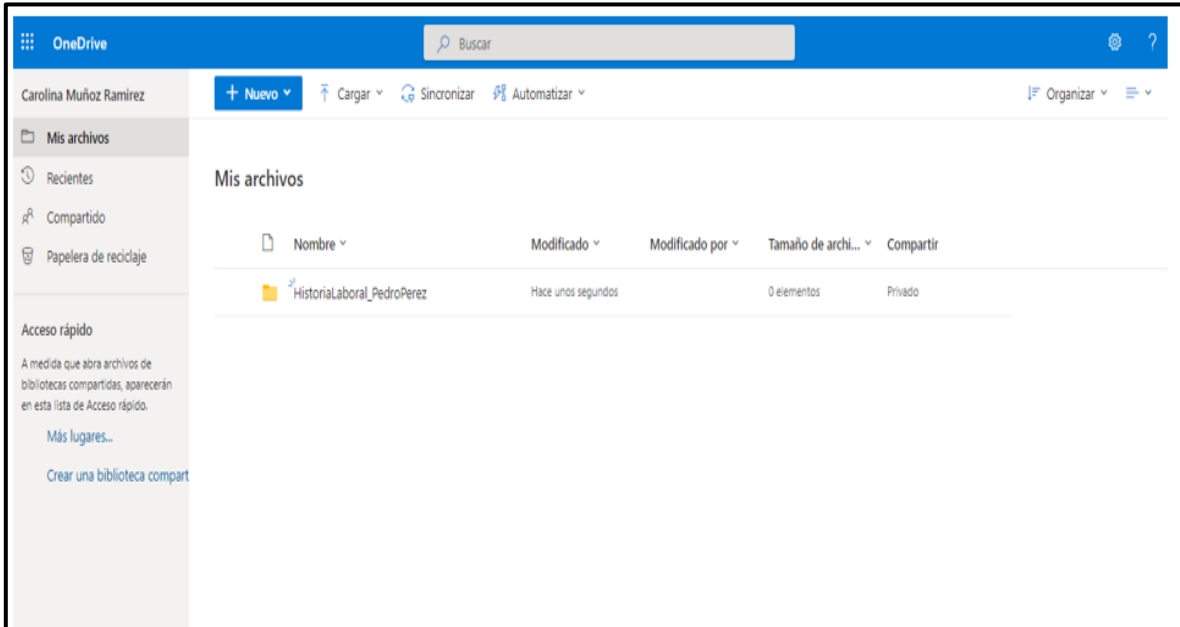 OneDrive
Buscar
?
Carolina Muñoz Ramirez
+ Nuevo
Cargar
Sincronizar
Automatizar
Organizar
Mis archivos
Recientes
Compartido
Papelera de reciclaje
Acceso rápido
A medida que abra archivos de
bibliotecas compartidas, aparecerán
en esta lista de Acceso rápido.
Más lugares...
Crear una biblioteca compart
Mis archivos
Nombre
Modificado
Modificado por
Tamaño de archi...
Compartir
HistoriaLaboral_PedroPerez
Hace unos segundos
0 elementos
Privado